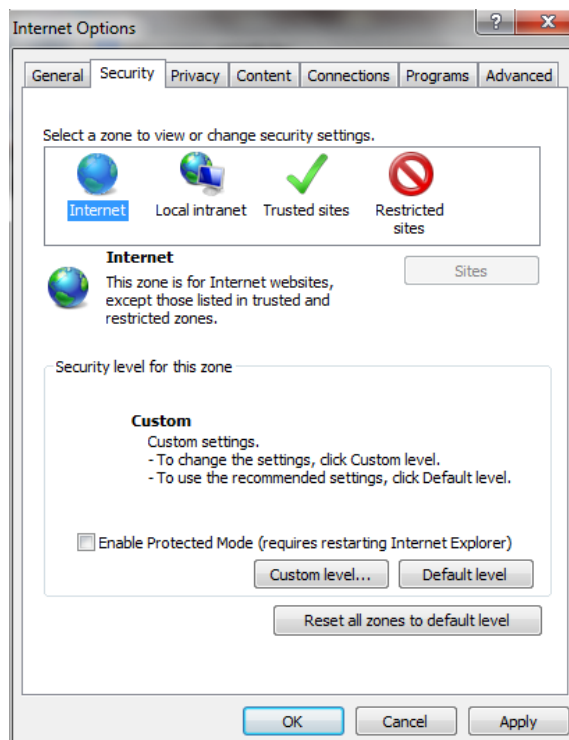 Internet Options
?
X
General Security Privacy Content Connections Programs Advanced
Select a zone to view or change security settings.
Internet Local intranet Trusted sites Restricted
sites
Internet
Sites
This zone is for Internet websites,
except those listed in trusted and
restricted zones.
Security level for this zone
Custom
Custom settings.
- To change the settings, click Custom level.
- To use the recommended settings, click Default level.
Enable Protected Mode (requires restarting Internet Explorer)
Custom level... Default level
Reset all zones to default level
OK Cancel Apply